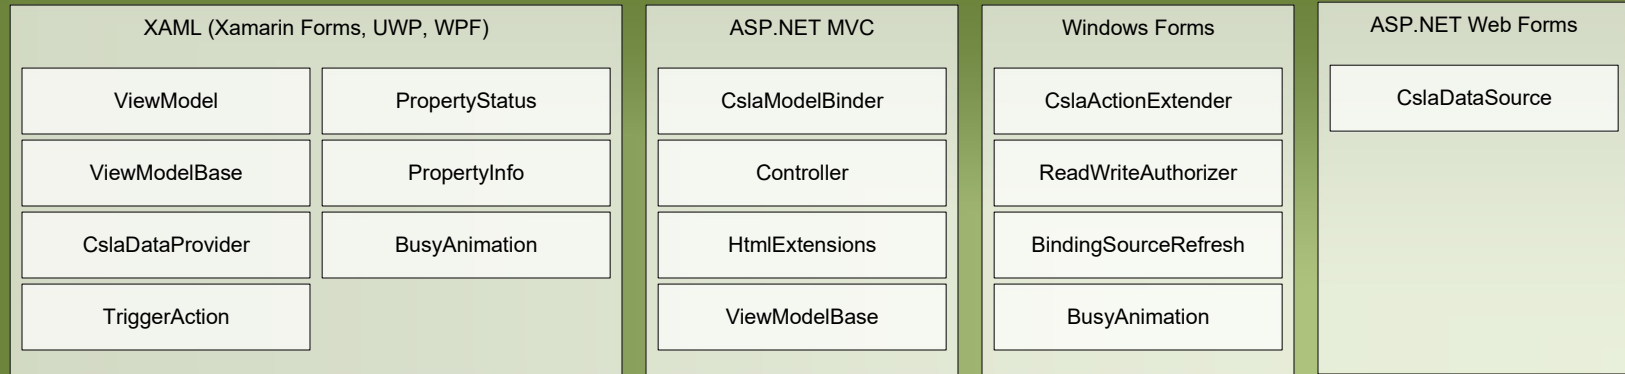 XAML (Xamarin Forms, UWP, WPF)
ViewModel
PropertyStatus
ViewModelBase
PropertyInfo
CslaDataProvider
BusyAnimation
TriggerAction
ASP.NET MVC
CslaModelBinder
Controller
HtmlExtensions
ViewModelBase
Windows Forms
CslaActionExtender
ReadWriteAuthorizer
BindingSourceRefresh
BusyAnimation
ASP.NET Web Forms
CslaDataSource